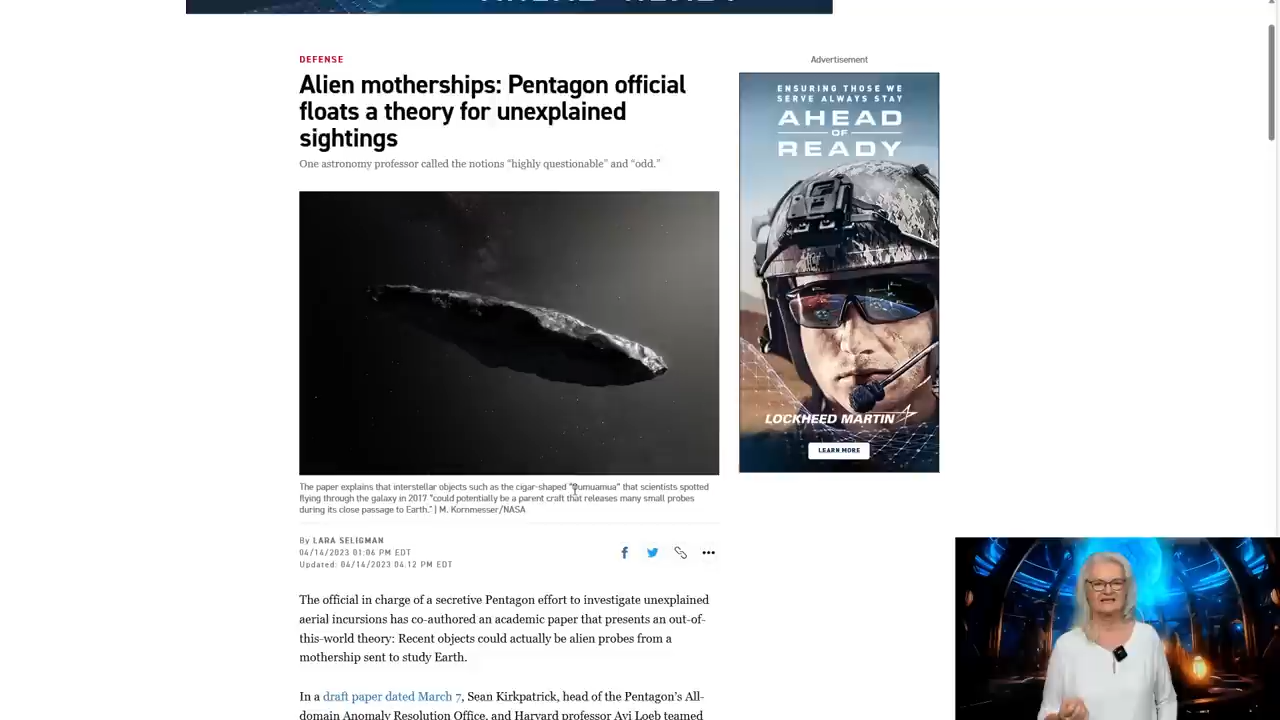 DEFENSE
Alien motherships: Pentagon official
floats a theory for unexplained
sightings
One astronomy professor called the notions “highly questionable” and “odd.”
The paper explains that interstellar objects such as the cigar-shaped "Oumuamua" that scientists spotted
flying through the galaxy in 2017 "could potentially be a parent craft that releases many small probes
during its close passage to Earth." | M. Kornmesser/NASA
By LARA SELIGMAN
04/14/2023 01:06 PM EDT
Updated: 04/14/2023 04:12 PM EDT
The official in charge of a secretive Pentagon effort to investigate unexplained
aerial incursions has co-authored an academic paper that presents an out-of-
this-world theory: Recent objects could actually be alien probes from a
mothership sent to study Earth.
In a draft paper dated March 7, Sean Kirkpatrick, head of the Pentagon’s All-
domain Anomaly Resolution Office, and Harvard professor Avi Loeb teamed
Advertisement
ENSURING THOSE WE
SERVE ALWAYS STAY
AHEAD
OF
READY
LOCKHEED MARTIN
LEARN MORE